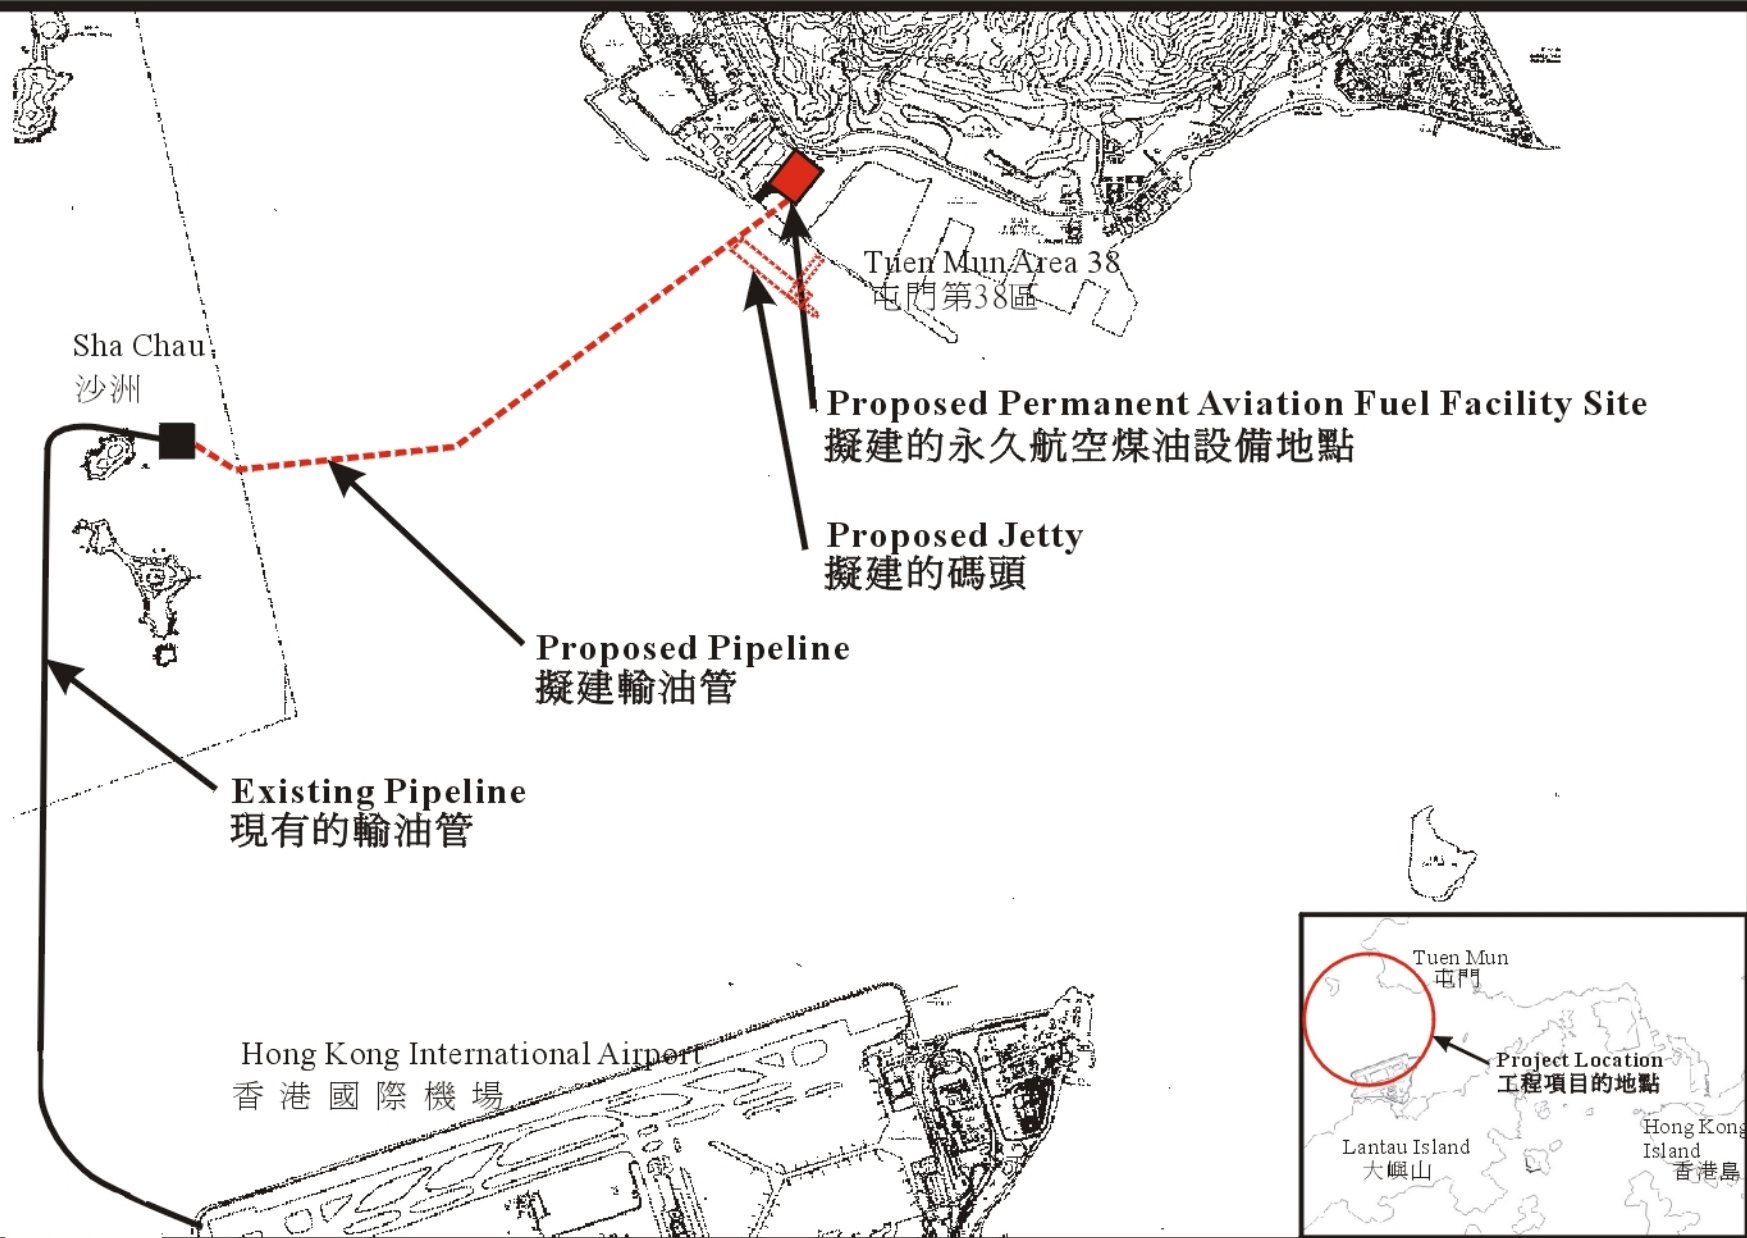 Tuen Mun Area 38
屯門第38區
Sha Chau
沙洲
Proposed Permanent Aviation Fuel Facility Site
擬建的永久航空煤油設備地點
Proposed Jetty
擬建的碼頭
Proposed Pipeline
擬建輸油管
Existing Pipeline
現有的輸油管
Hong Kong International Airport
香港國際機場
Tuen Mun
屯門
Project Location
工程項目的地點
Lantau Island
大嶼山
Hong Kong
Island
香港島